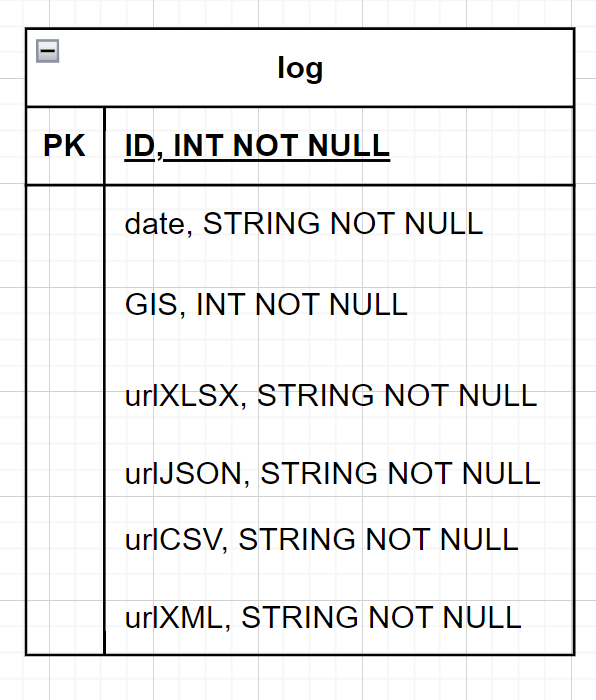 log
PK ID, INT NOT NULL
date, STRING NOT NULL
GIS, INT NOT NULL
urlXLSX, STRING NOT NULL
urlJSON, STRING NOT NULL
urlCSV, STRING NOT NULL
urlXML, STRING NOT NULL